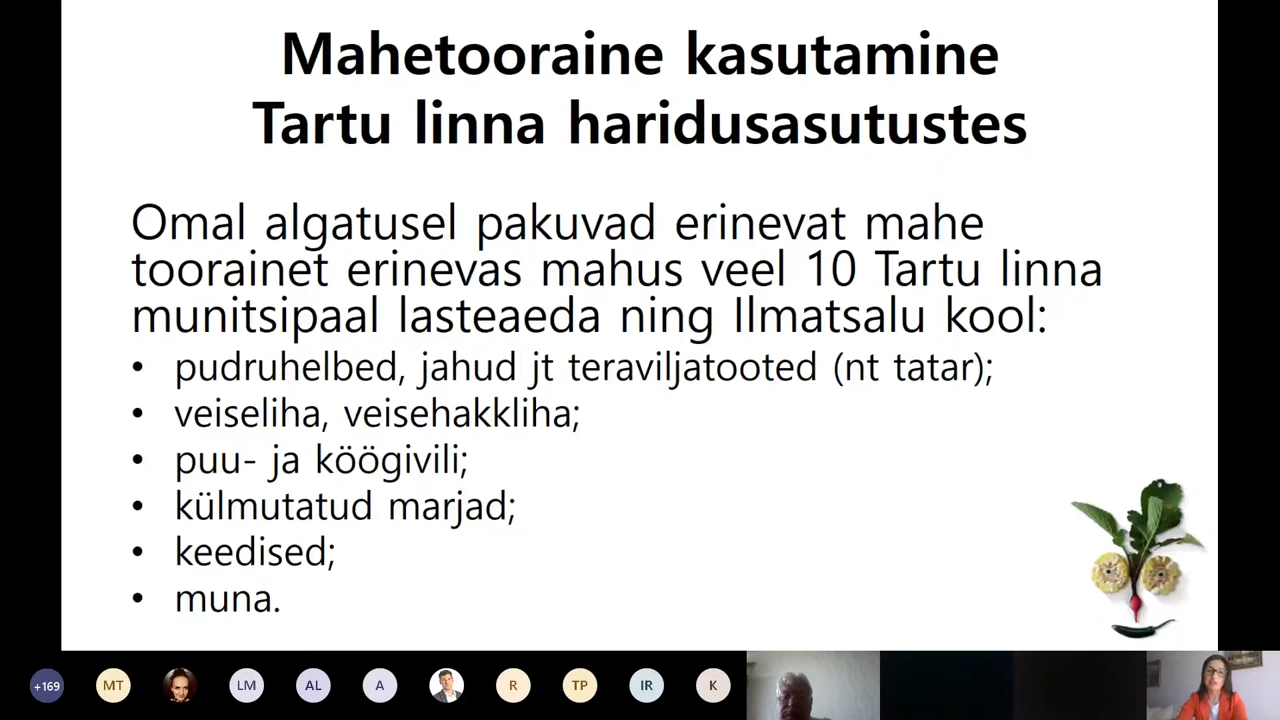 Mahetooraine kasutamine
Tartu linna haridusasutustes
Omal algatusel pakuvad erinevat mahe
toorainet erinevas mahus veel 10 Tartu linna
munitsipaal lasteaeda ning Ilmatsalu kool:
• pudruhelbed, jahud jt teraviljatooted (nt tatar);
• veiseliha, veisehakkliha;
• puu- ja köögivili;
• külmutatud marjad;
• keedised;
• muna.
+169 MT LM AL A R TP IR K